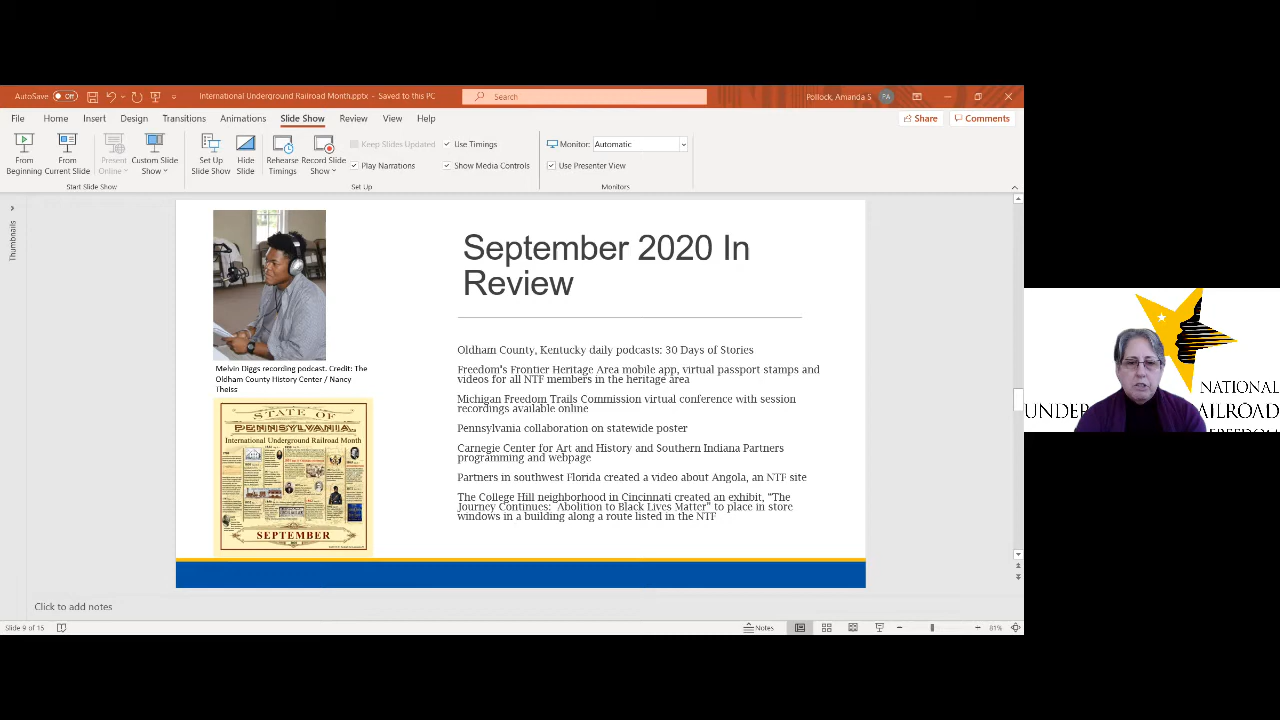 AutoSave Off International Underground Railroad Month.pptx - Saved to this PC Search Pollock, Amanda S PA
File Home Insert Design Transitions Animations Slide Show Review View Help Share Comments
From Beginning
From Current Slide
Present Online
Custom Slide Show
Start Slide Show
Set Up Slide Show
Hide Slide
Rehearse Timings
Record Slide Show
Keep Slides Updated
Play Narrations
Use Timings
Show Media Controls
Set Up
Monitor: Automatic
Use Presenter View
Monitors
Thumbnails
September 2020 In
Review
Melvin Diggs recording podcast. Credit: The
Oldham County History Center / Nancy
Theiss
STATE OF
PENNSYLVANIA
International Underground Railroad Month
SEPTEMBER
Oldham County, Kentucky daily podcasts: 30 Days of Stories
Freedom's Frontier Heritage Area mobile app, virtual passport stamps and
videos for all NTF members in the heritage area
Michigan Freedom Trails Commission virtual conference with session
recordings available online
Pennsylvania collaboration on statewide poster
Carnegie Center for Art and History and Southern Indiana Partners
programming and webpage
Partners in southwest Florida created a video about Angola, an NTF site
The College Hill neighborhood in Cincinnati created an exhibit, "The
Journey Continues: "Abolition to Black Lives Matter" to place in store
windows in a building along a route listed in the NTF
NATIONAL
UNDER AILROAD
Click to add notes
Slide 9 of 15 Notes 81%